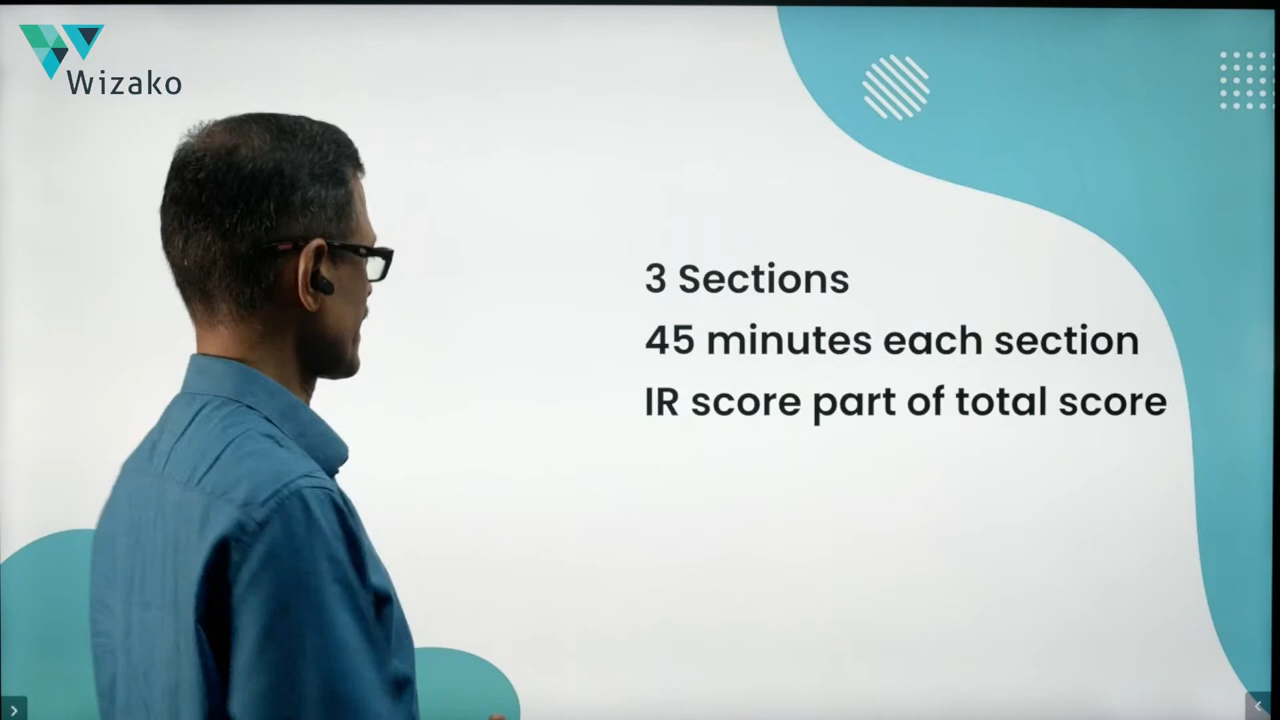 Wizako
3 Sections
45 minutes each section
IR score part of total score